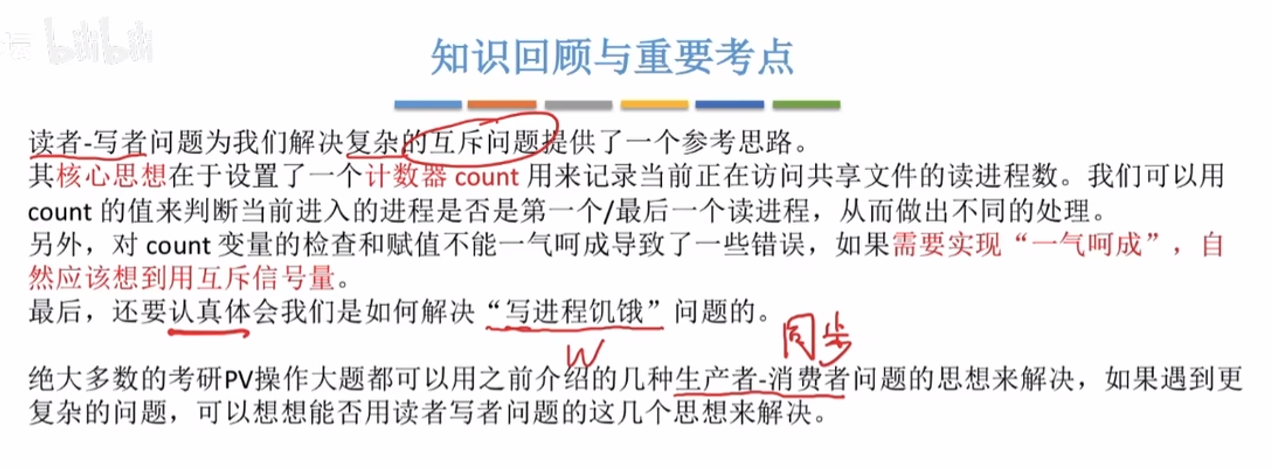 bilibili
知识回顾与重要考点
读者-写者问题为我们解决复杂的互斥问题提供了一个参考思路。
其核心思想在于设置了一个计数器 count 用来记录当前正在访问共享文件的读进程数。我们可以用
count 的值来判断当前进入的进程是否是第一个/最后一个读进程，从而做出不同的处理。
另外，对 count 变量的检查和赋值不能一气呵成导致了一些错误，如果需要实现“一气呵成”，自
然应该想到用互斥信号量。
最后，还要认真体会我们是如何解决“写进程饥饿”问题的。
W
同步
绝大多数的考研PV操作大题都可以用之前介绍的几种生产者-消费者问题的思想来解决，如果遇到更
复杂的问题，可以想想能否用读者写者问题的这几个思想来解决。